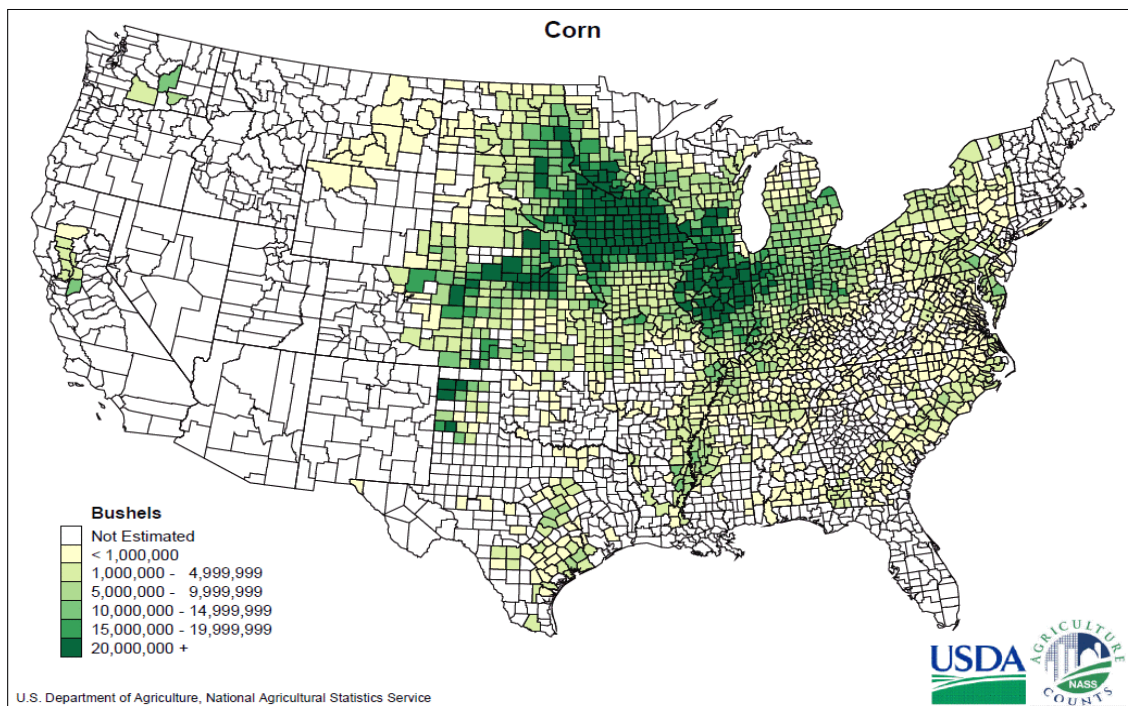 Corn
Bushels
Not Estimated
< 1,000,000
1,000,000 - 4,999,999
5,000,000 - 9,999,999
10,000,000 - 14,999,999
15,000,000 - 19,999,999
20,000,000 +
USDA
AGRICULTURE
NASS
COUNTS
U.S. Department of Agriculture, National Agricultural Statistics Service